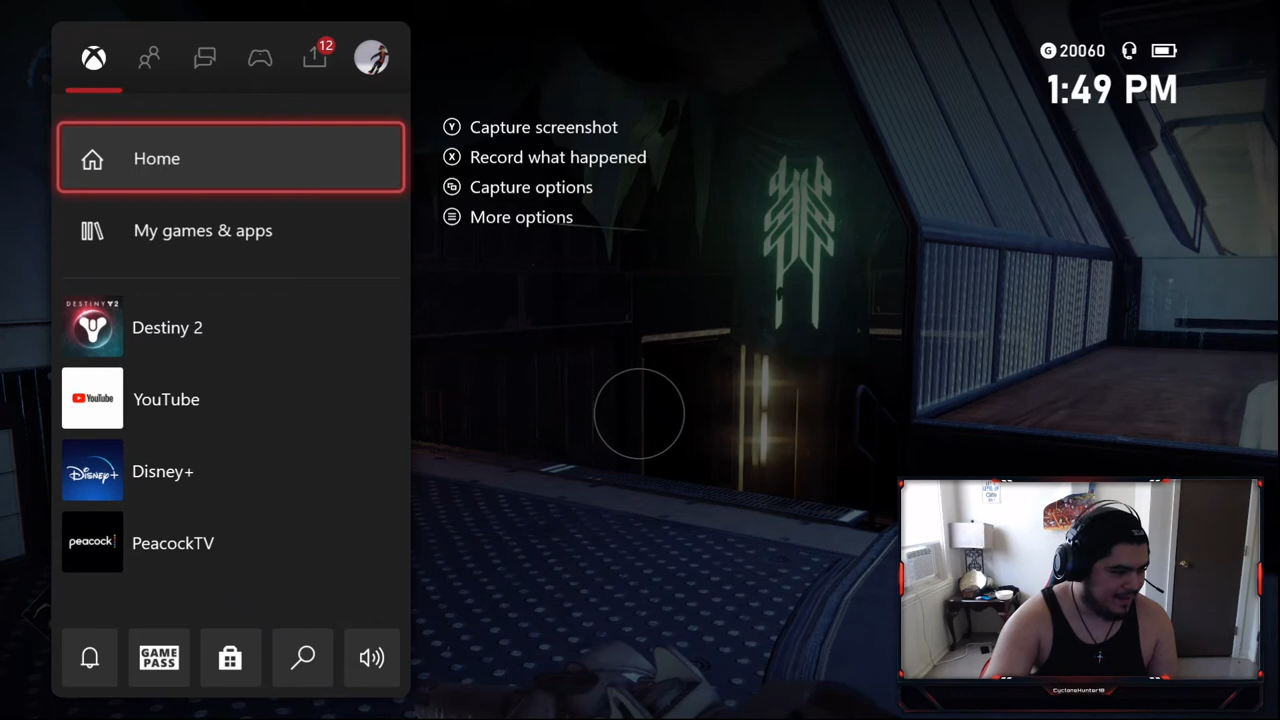 12
G 20060
1:49 PM
Home
My games & apps
Y Capture screenshot
X Record what happened
Capture options
More options
DESTINY 2
Destiny 2
YouTube
YouTube
Disney+
Disney+
peacock
PeacockTV
GAME
PASS
CycloneHunter18